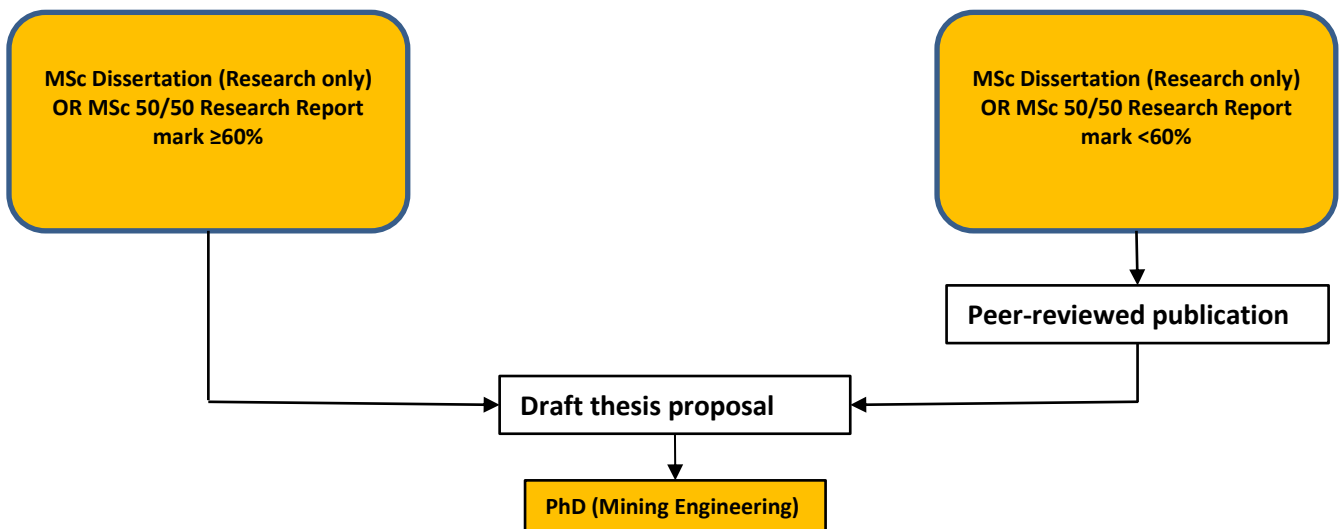 MSc Dissertation (Research only)
OR MSc 50/50 Research Report
mark ≥60%
MSc Dissertation (Research only)
OR MSc 50/50 Research Report
mark <60%
Peer-reviewed publication
Draft thesis proposal
PhD (Mining Engineering)